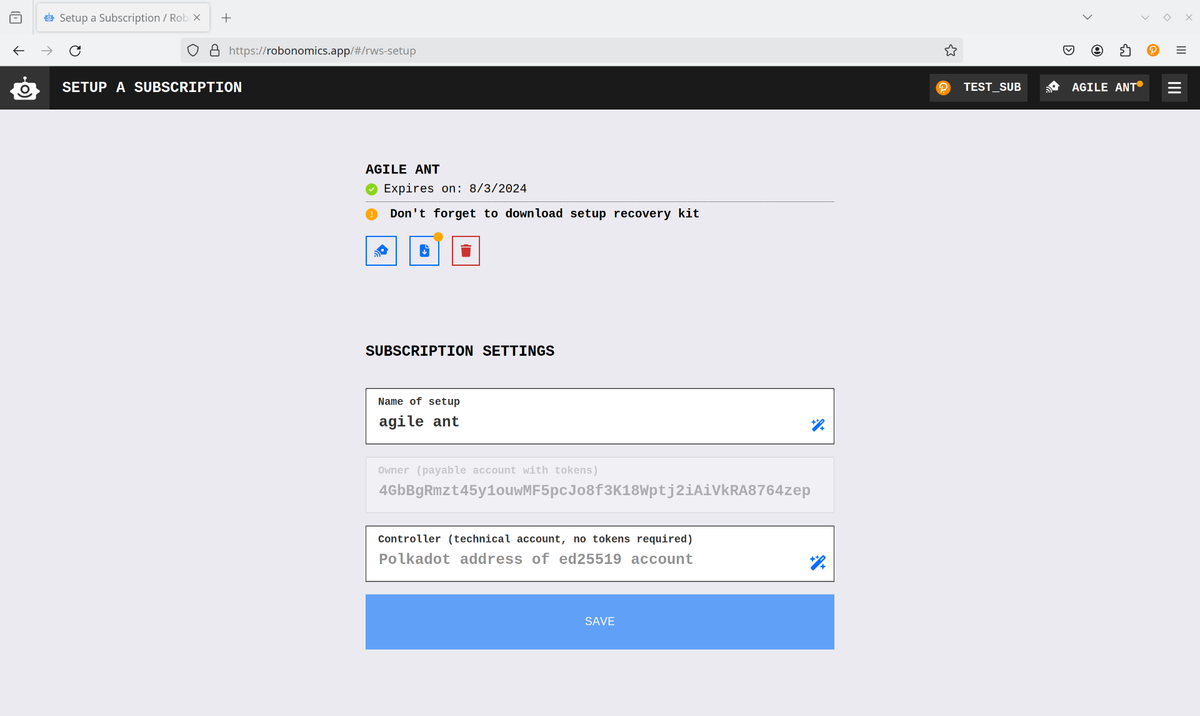 Setup a Subscription / Rob
https://robonomics.app/#/rws-setup
SETUP A SUBSCRIPTION
TEST_SUB
AGILE ANT
AGILE ANT
Expires on: 8/3/2024
Don't forget to download setup recovery kit
SUBSCRIPTION SETTINGS
Name of setup
agile ant
Owner (payable account with tokens)
4GbBgRmzt45y1ouwMF5pcJo8f3K18Wptj2iAiVkRA8764zep
Controller (technical account, no tokens required)
Polkadot address of ed25519 account
SAVE